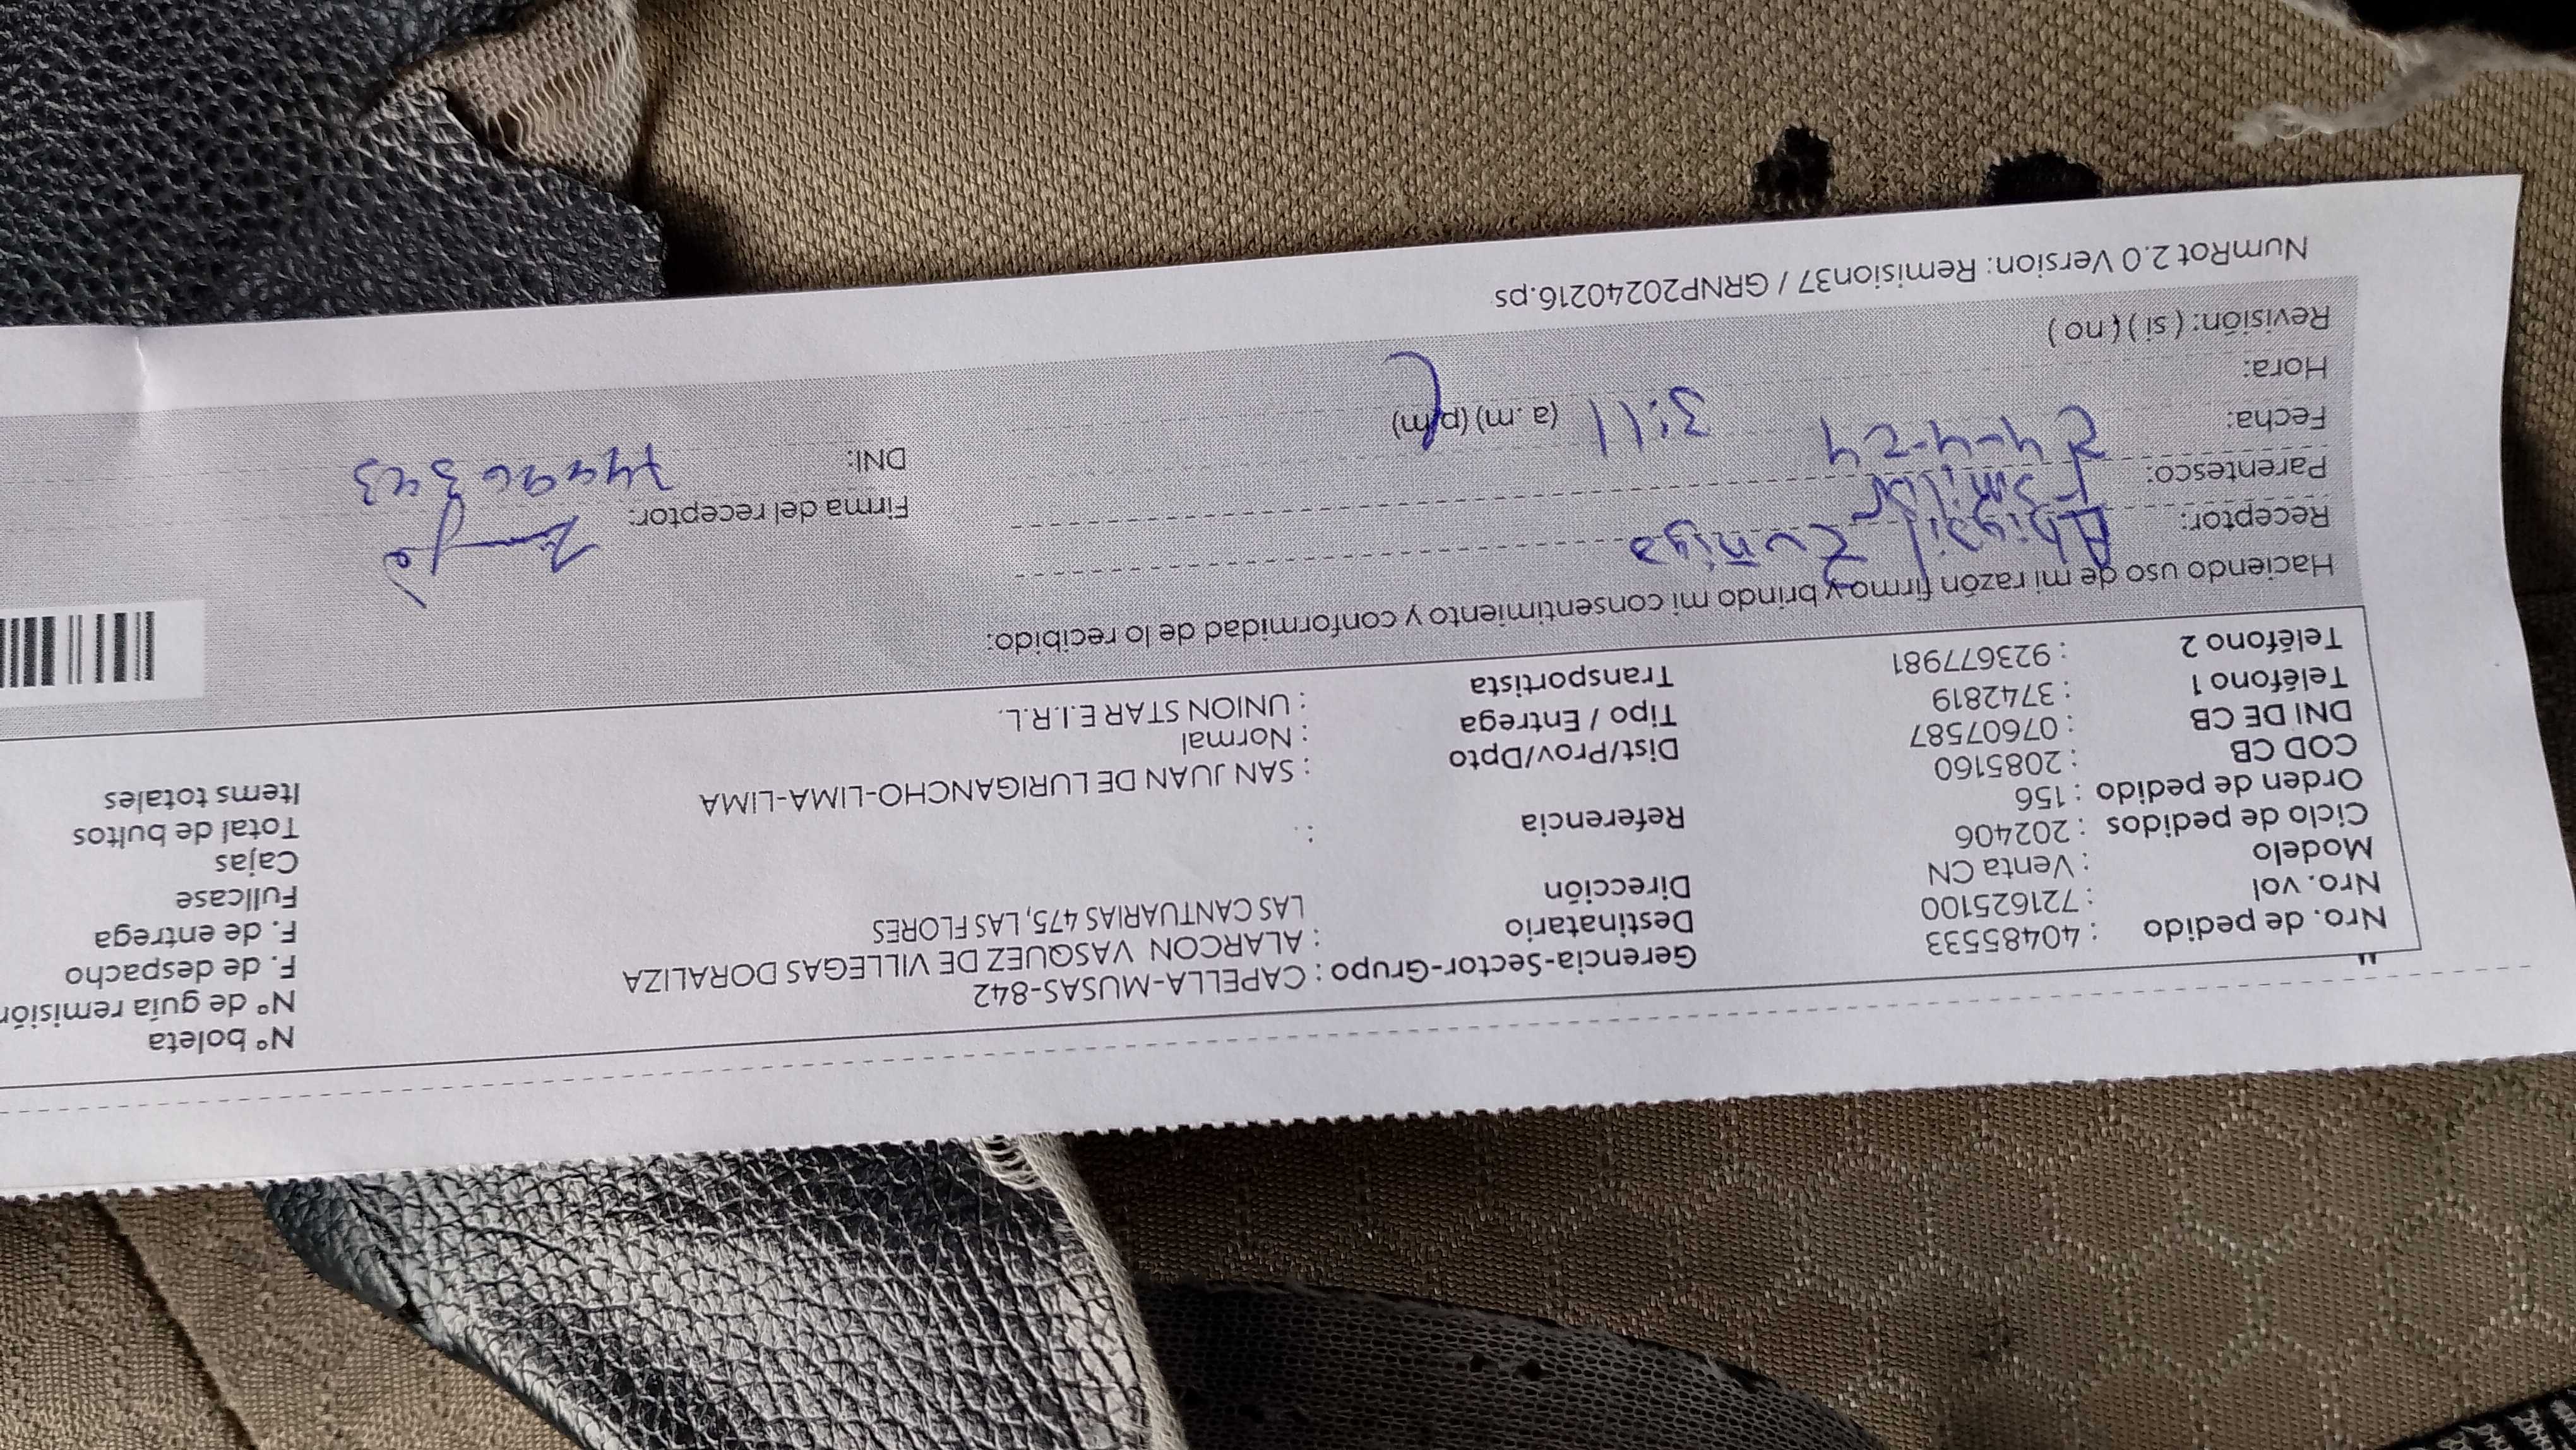 Nro. de pedido : 40485533
Nro. vol : 721625100
Modelo : Venta CN
Ciclo de pedidos : 202406
Orden de pedido : 156
COD CB : 2085160
DNI DE CB : 07607587
Teléfono 1 : 3742819
Teléfono 2 : 923677981
Gerencia-Sector-Grupo : CAPELLA-MUSAS-842
Destinatario : ALARCON VASQUEZ DE VILLEGAS DORALIZA
Dirección LAS CANTUARIAS 475, LAS FLORES
Referencia :
Dist/Prov/Dpto : SAN JUAN DE LURIGANCHO-LIMA-LIMA
Tipo / Entrega : Normal
Transportista : UNION STAR E.I.R.L.
N° boleta
N° de guía remisión
F. de despacho
F. de entrega
Fullcase
Cajas
Total de bultos
Items totales
Haciendo uso de mi razón firmo y brindo mi consentimiento y conformidad de lo recibido:
Receptor: Abigail Zuñiga
Parentesco: Familiar
Fecha: 24-4-24
Hora: 3:11 (a.m) (p.m)
Revisión: (si) (no)
Firma del receptor:
DNI:
NumRot 2.0 Version: Remision37 / GRNP20240216.ps